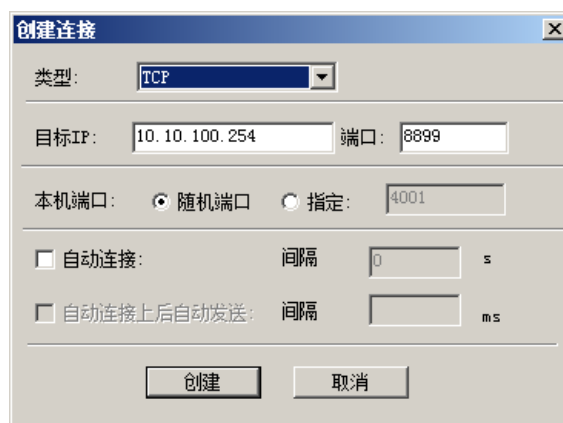 创建连接
类型: TCP
目标IP: 10.10.100.254 端口: 8899
本机端口: 随机端口 指定: 4001
自动连接: 间隔 0 s
自动连接上后自动发送: 间隔 ms
创建 取消